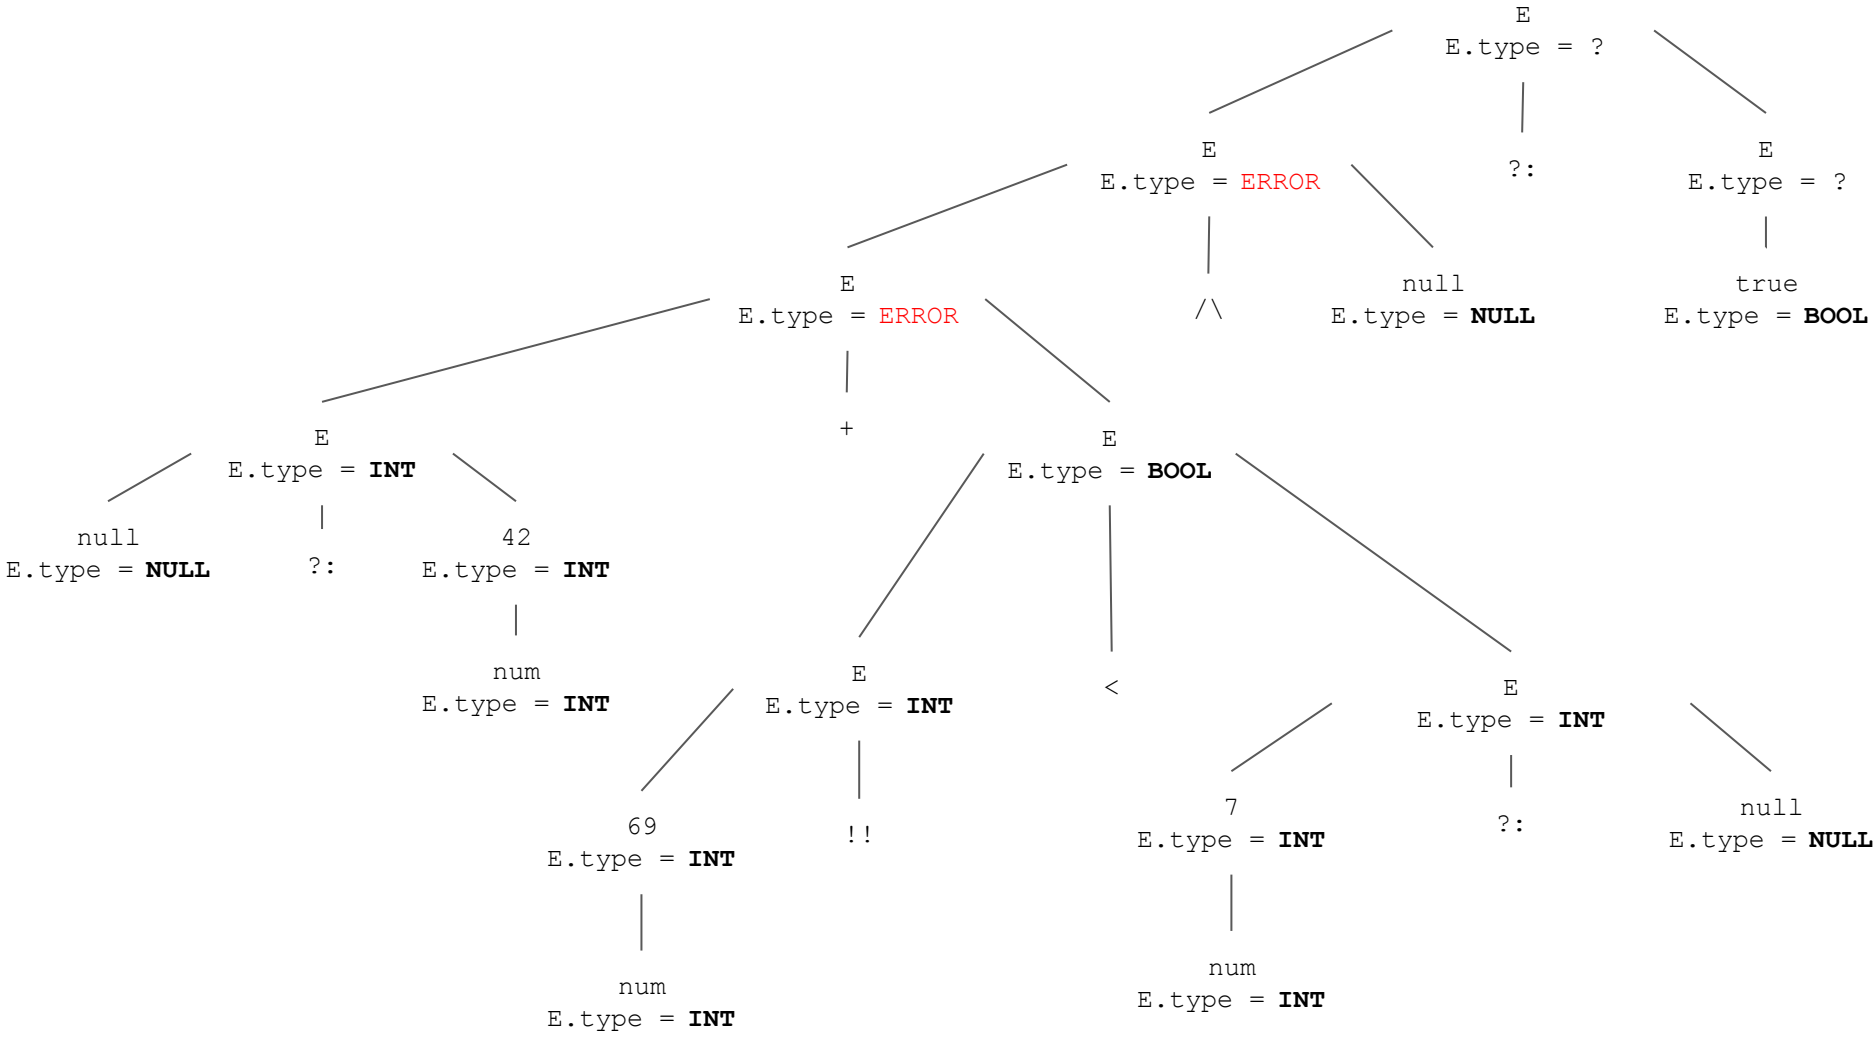 E
E.type = ?
E
E.type = ERROR
?:
E
E.type = ?
E
E.type = ERROR
/\
null
E.type = NULL
true
E.type = BOOL
E
E.type = INT
+
E
E.type = BOOL
null
E.type = NULL
?:
42
E.type = INT
num
E.type = INT
E
E.type = INT
<
E
E.type = INT
69
E.type = INT
!!
7
E.type = INT
?:
null
E.type = NULL
num
E.type = INT
num
E.type = INT